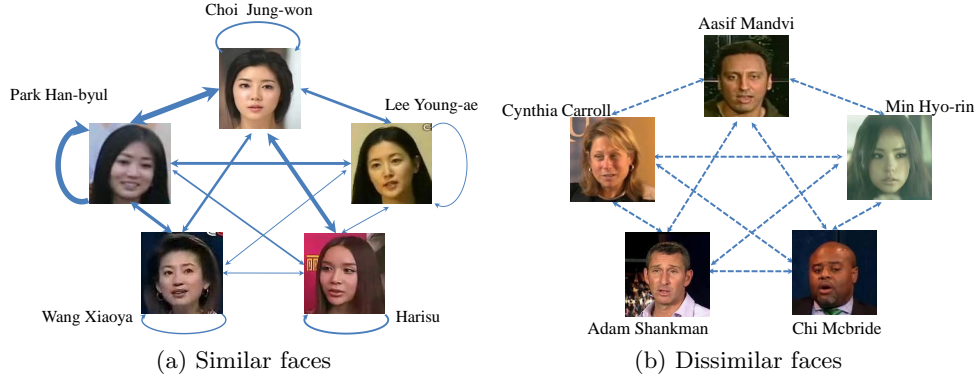 Choi Jung-won
Park Han-byul
Lee Young-ae
Wang Xiaoya
Harisu
(a) Similar faces
Aasif Mandvi
Cynthia Carroll
Min Hyo-rin
Adam Shankman
Chi Mcbride
(b) Dissimilar faces